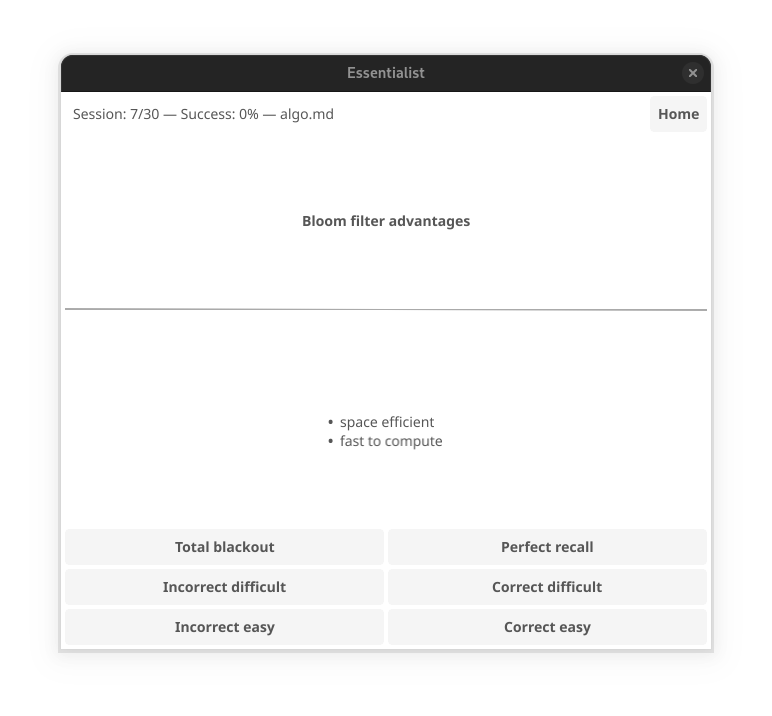 Essentialist
Session: 7/30 — Success: 0% — algo.md
Home
Bloom filter advantages
• space efficient
• fast to compute
Total blackout
Perfect recall
Incorrect difficult
Correct difficult
Incorrect easy
Correct easy